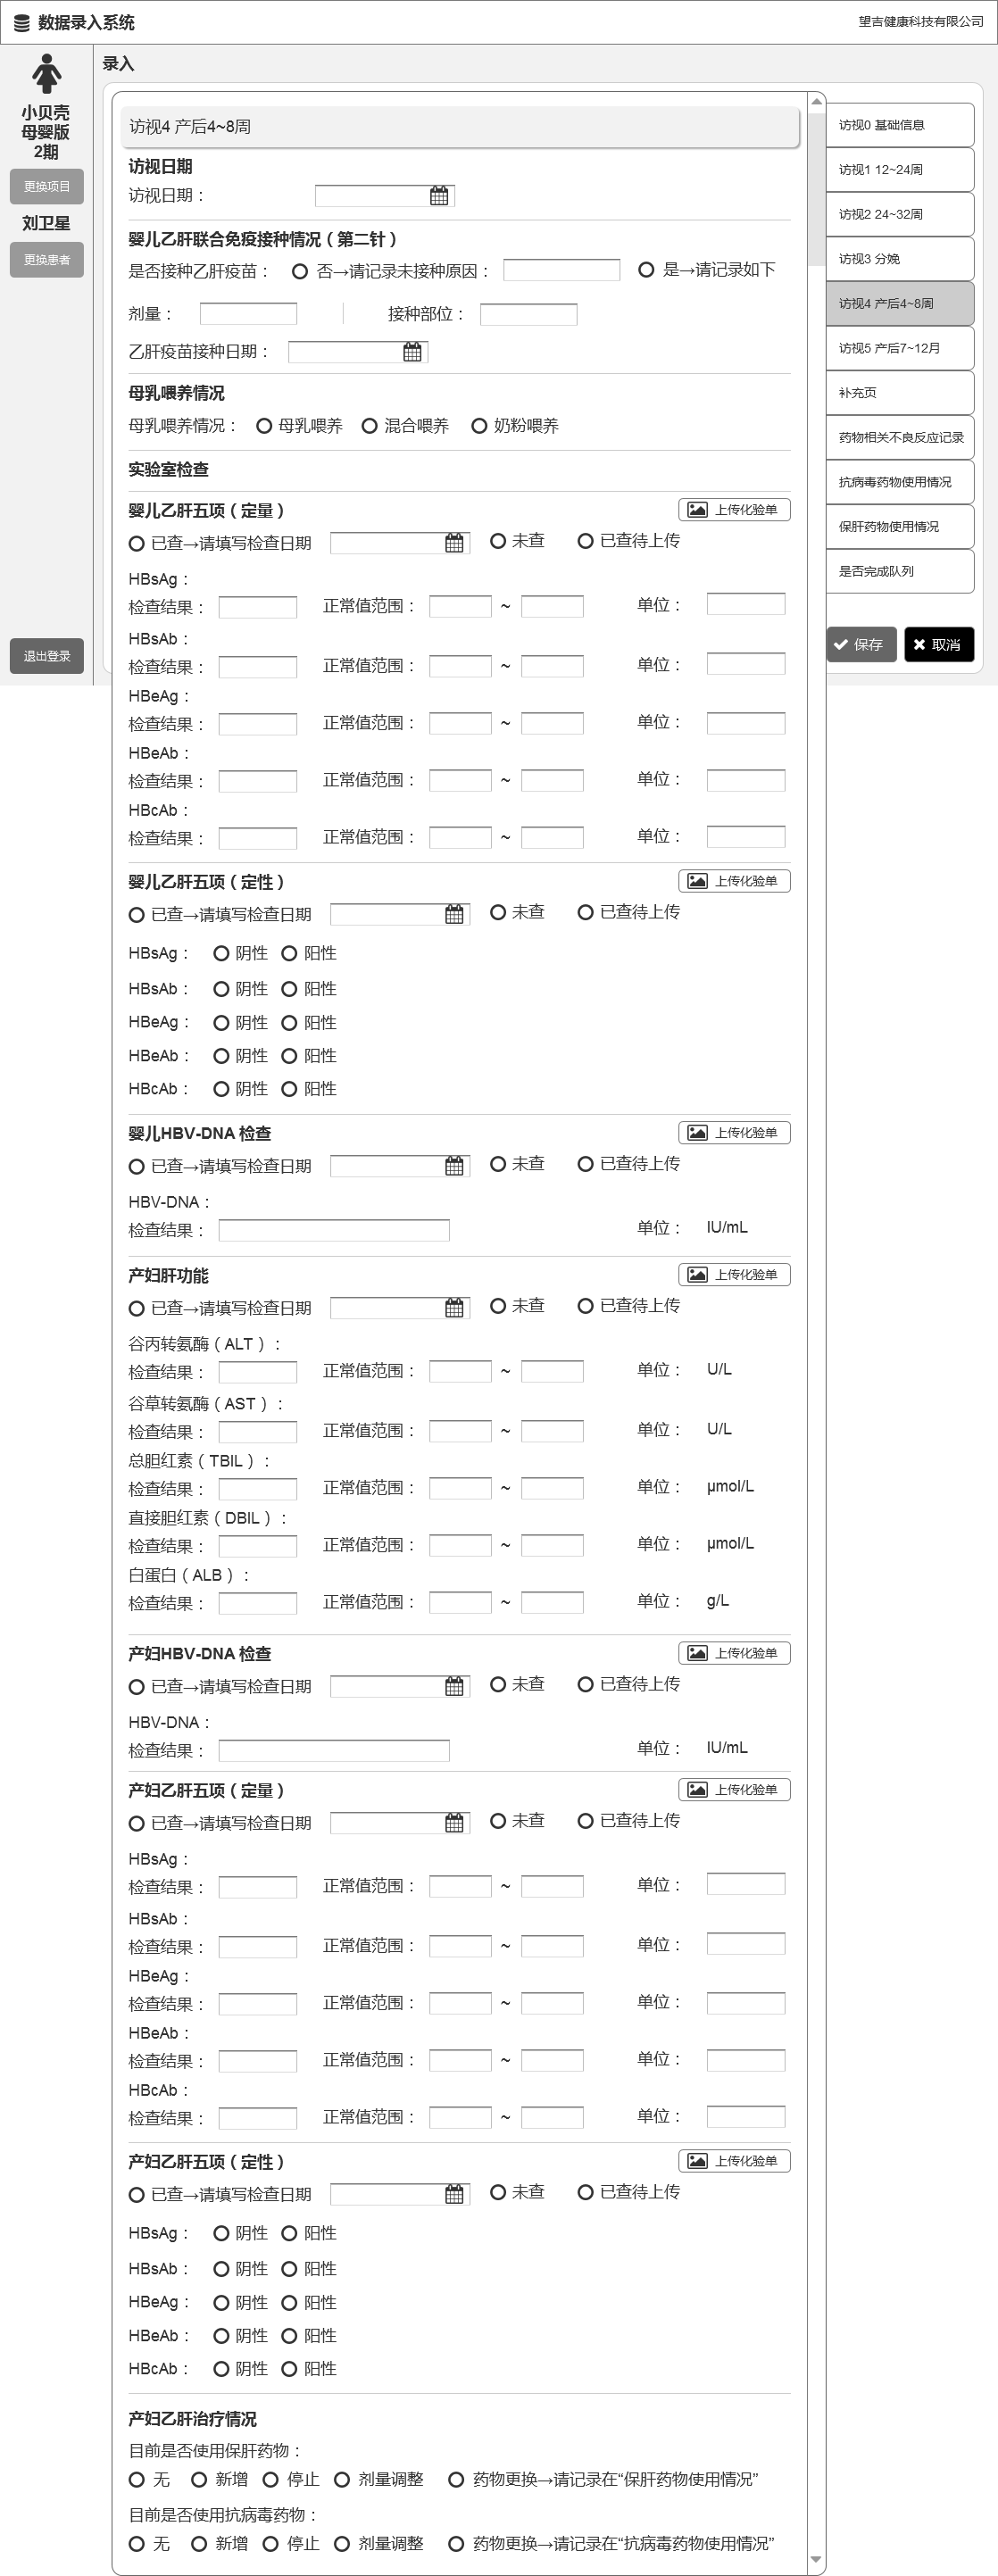 数据录入系统
望吉健康科技有限公司
小贝壳
母婴版
2期
更换项目
刘卫星
更换患者
退出登录
录入
访视4 产后4~8周
访视日期
访视日期：
婴儿乙肝联合免疫接种情况（第二针）
是否接种乙肝疫苗： 否→请记录未接种原因： 是→请记录如下
剂量： 接种部位：
乙肝疫苗接种日期：
母乳喂养情况
母乳喂养情况： 母乳喂养 混合喂养 奶粉喂养
实验室检查
婴儿乙肝五项（定量） 上传化验单
已查→请填写检查日期 未查 已查待上传
HBsAg：
检查结果： 正常值范围： ~ 单位：
HBsAb：
检查结果： 正常值范围： ~ 单位：
HBeAg：
检查结果： 正常值范围： ~ 单位：
HBeAb：
检查结果： 正常值范围： ~ 单位：
HBcAb：
检查结果： 正常值范围： ~ 单位：
婴儿乙肝五项（定性） 上传化验单
已查→请填写检查日期 未查 已查待上传
HBsAg： 阴性 阳性
HBsAb： 阴性 阳性
HBeAg： 阴性 阳性
HBeAb： 阴性 阳性
HBcAb： 阴性 阳性
婴儿HBV-DNA 检查 上传化验单
已查→请填写检查日期 未查 已查待上传
HBV-DNA：
检查结果： 单位： IU/mL
产妇肝功能 上传化验单
已查→请填写检查日期 未查 已查待上传
谷丙转氨酶（ALT）：
检查结果： 正常值范围： ~ 单位： U/L
谷草转氨酶（AST）：
检查结果： 正常值范围： ~ 单位： U/L
总胆红素（TBIL）：
检查结果： 正常值范围： ~ 单位： μmol/L
直接胆红素（DBIL）：
检查结果： 正常值范围： ~ 单位： μmol/L
白蛋白（ALB）：
检查结果： 正常值范围： ~ 单位： g/L
产妇HBV-DNA 检查 上传化验单
已查→请填写检查日期 未查 已查待上传
HBV-DNA：
检查结果： 单位： IU/mL
产妇乙肝五项（定量） 上传化验单
已查→请填写检查日期 未查 已查待上传
HBsAg：
检查结果： 正常值范围： ~ 单位：
HBsAb：
检查结果： 正常值范围： ~ 单位：
HBeAg：
检查结果： 正常值范围： ~ 单位：
HBeAb：
检查结果： 正常值范围： ~ 单位：
HBcAb：
检查结果： 正常值范围： ~ 单位：
产妇乙肝五项（定性） 上传化验单
已查→请填写检查日期 未查 已查待上传
HBsAg： 阴性 阳性
HBsAb： 阴性 阳性
HBeAg： 阴性 阳性
HBeAb： 阴性 阳性
HBcAb： 阴性 阳性
产妇乙肝治疗情况
目前是否使用保肝药物：
无 新增 停止 剂量调整 药物更换→请记录在“保肝药物使用情况”
目前是否使用抗病毒药物：
无 新增 停止 剂量调整 药物更换→请记录在“抗病毒药物使用情况”
访视0 基础信息
访视1 12~24周
访视2 24~32周
访视3 分娩
访视4 产后4~8周
访视5 产后7~12月
补充页
药物相关不良反应记录
抗病毒药物使用情况
保肝药物使用情况
是否完成队列
保存 取消